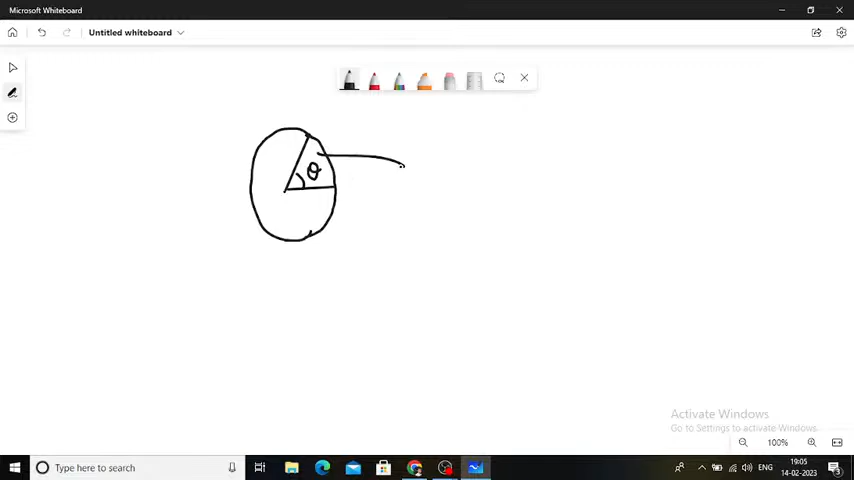 Microsoft Whiteboard
Untitled whiteboard
θ
Activate Windows
Go to Settings to activate Windows.
100%
Type here to search
ENG
19:05
14-02-2023
3